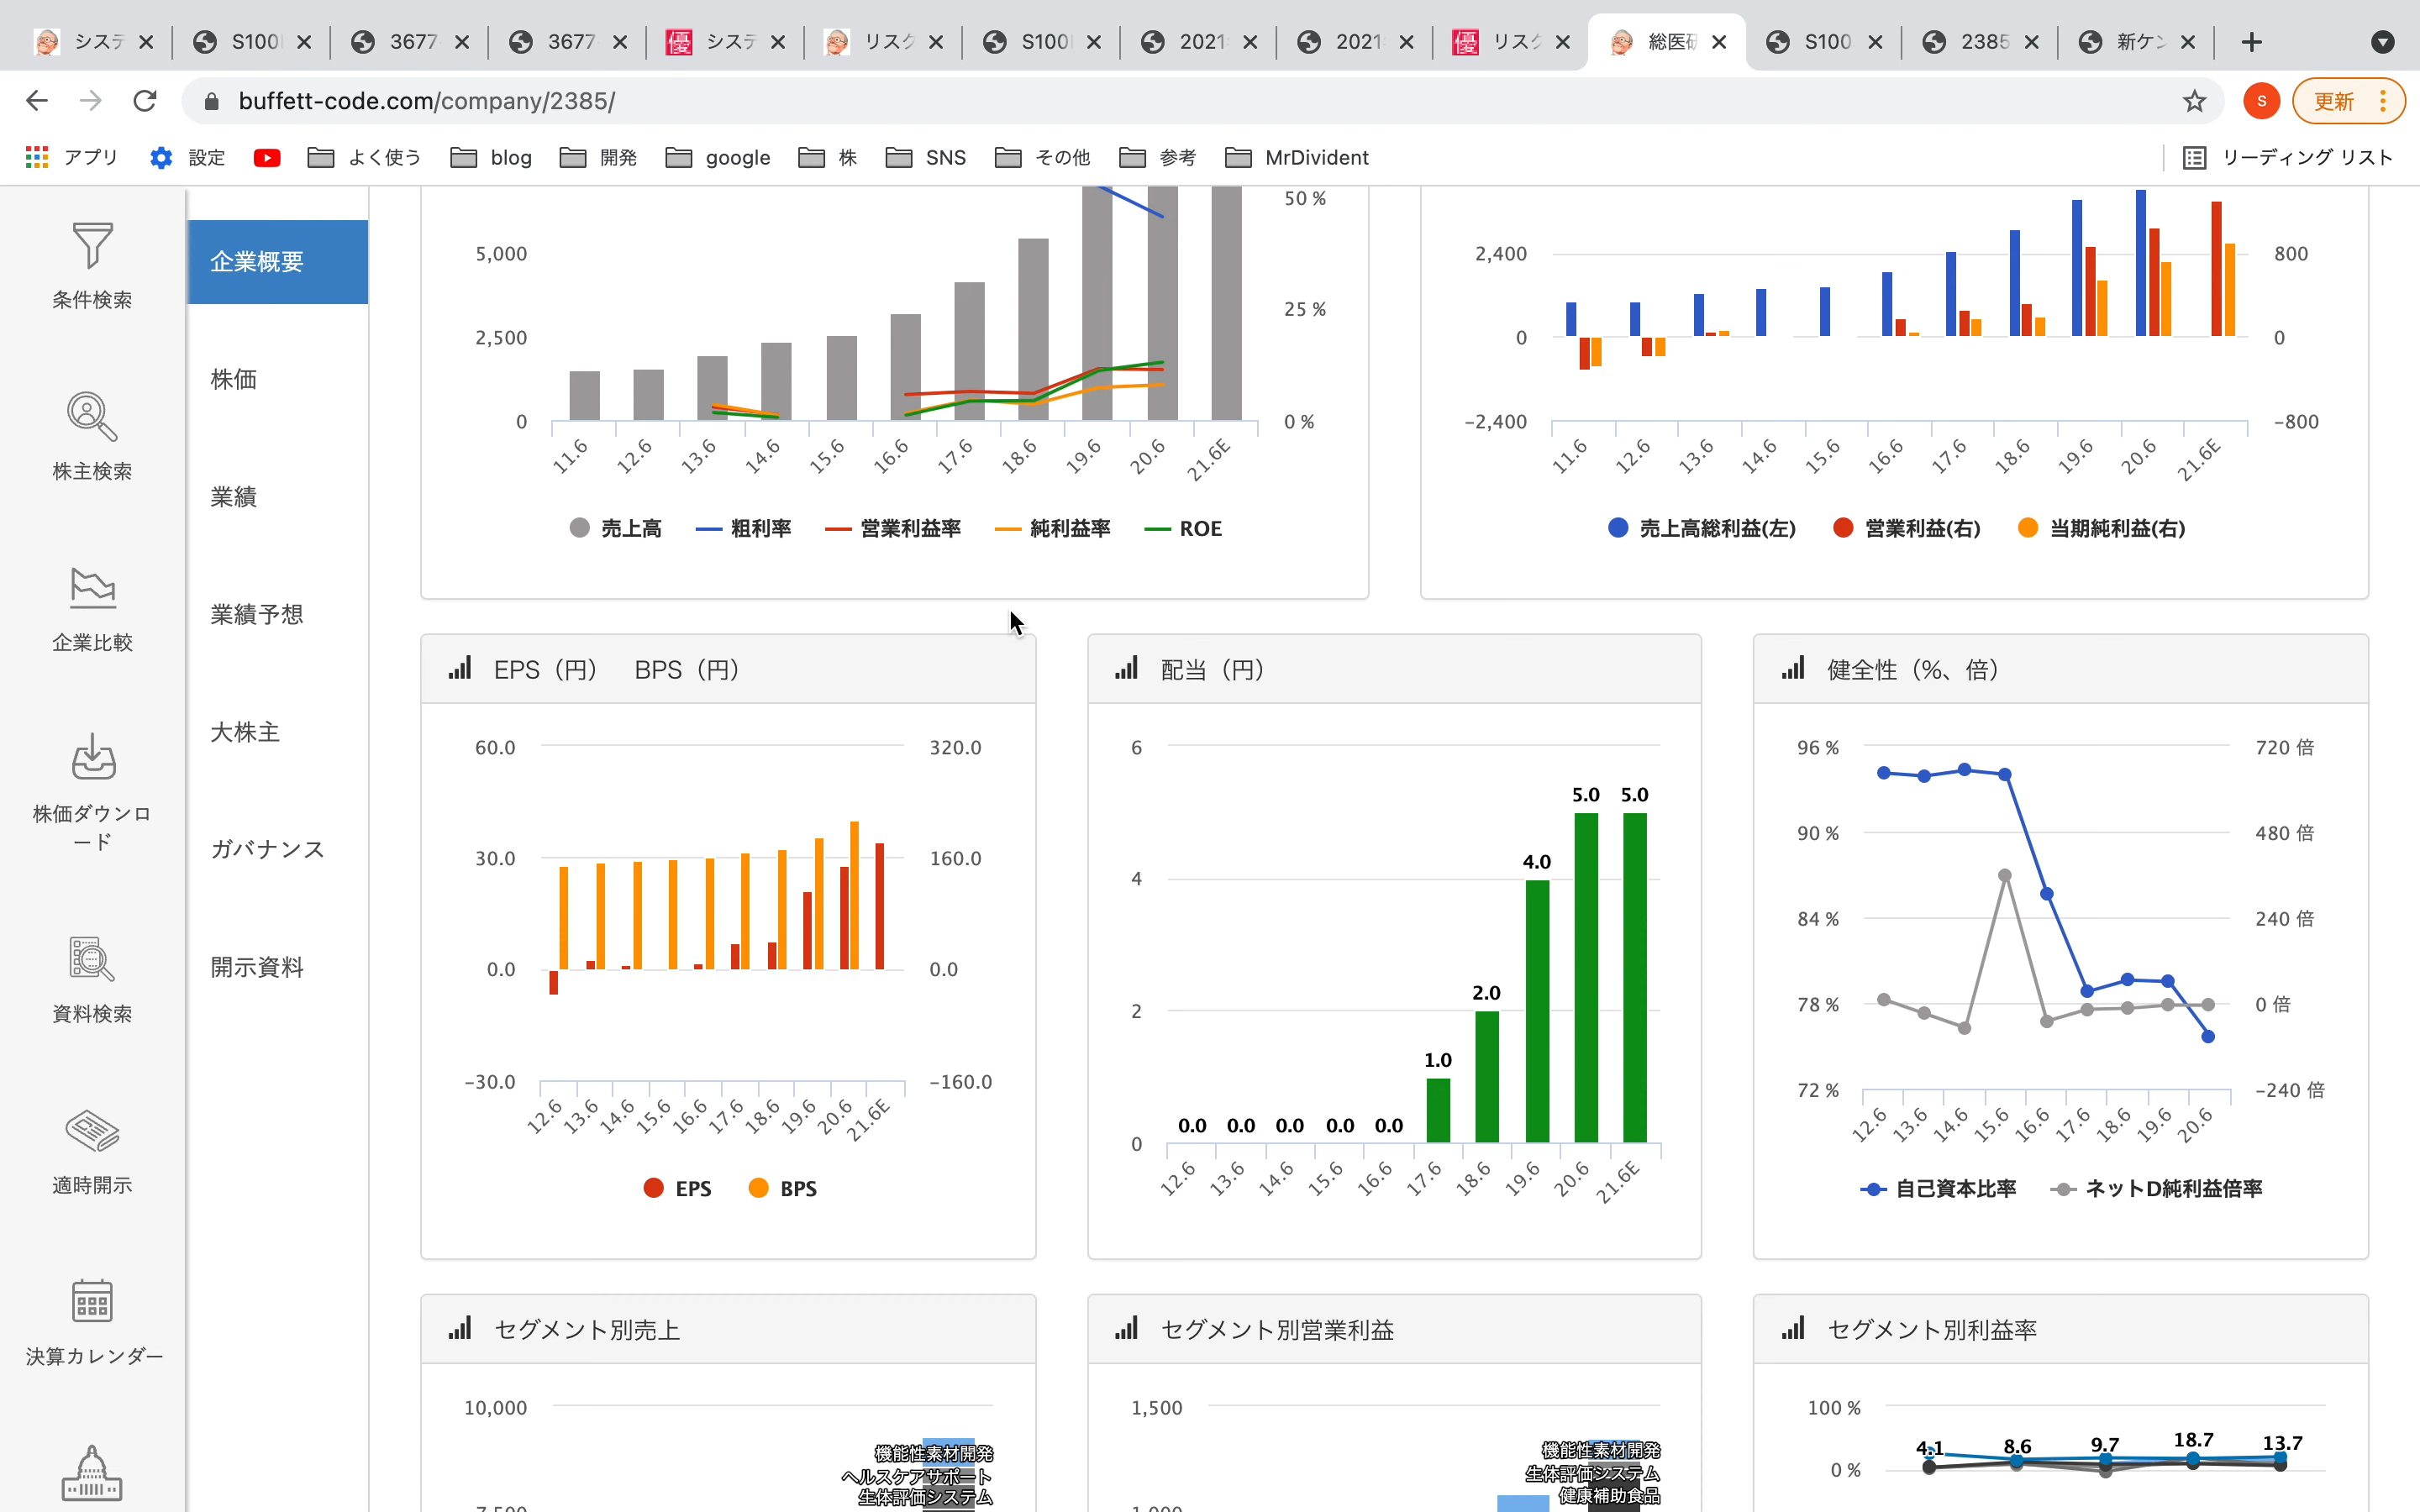 システ S100 3677 3677 システ リスク S100 2021 2021 リスク 総医研 S100 2385 新ケン
buffett-code.com/company/2385/ S 更新
アプリ 設定 よく使う blog 開発 google 株 SNS その他 参考 MrDivident リーディング リスト
条件検索
株主検索
企業比較
株価ダウンロ
ード
資料検索
適時開示
決算カレンダー
企業概要
株価
業績
業績予想
大株主
ガバナンス
開示資料
50 %
5,000
25 %
2,500
0 0 %
11.6 12.6 13.6 14.6 15.6 16.6 17.6 18.6 19.6 20.6 21.6E
売上高 粗利率 営業利益率 純利益率 ROE
2,400 800
0 0
−2,400 −800
11.6 12.6 13.6 14.6 15.6 16.6 17.6 18.6 19.6 20.6 21.6E
売上高総利益(左) 営業利益(右) 当期純利益(右)
EPS（円） BPS（円）
60.0 320.0
30.0 160.0
0.0 0.0
−30.0 −160.0
12.6 13.6 14.6 15.6 16.6 17.6 18.6 19.6 20.6 21.6E
EPS BPS
配当（円）
6
4
2
0
0.0 0.0 0.0 0.0 0.0 1.0 2.0 4.0 5.0 5.0
12.6 13.6 14.6 15.6 16.6 17.6 18.6 19.6 20.6 21.6E
健全性（%、倍）
96 % 720 倍
90 % 480 倍
84 % 240 倍
78 % 0 倍
72 % −240 倍
12.6 13.6 14.6 15.6 16.6 17.6 18.6 19.6 20.6
自己資本比率 ネットD純利益倍率
セグメント別売上
10,000
機能性素材開発
ヘルスケアサポート
生体評価システム
7,500
セグメント別営業利益
1,500
機能性素材開発
生体評価システム
健康補助食品
1,000
セグメント別利益率
100 %
4.1 8.6 9.7 18.7 13.7
0 %